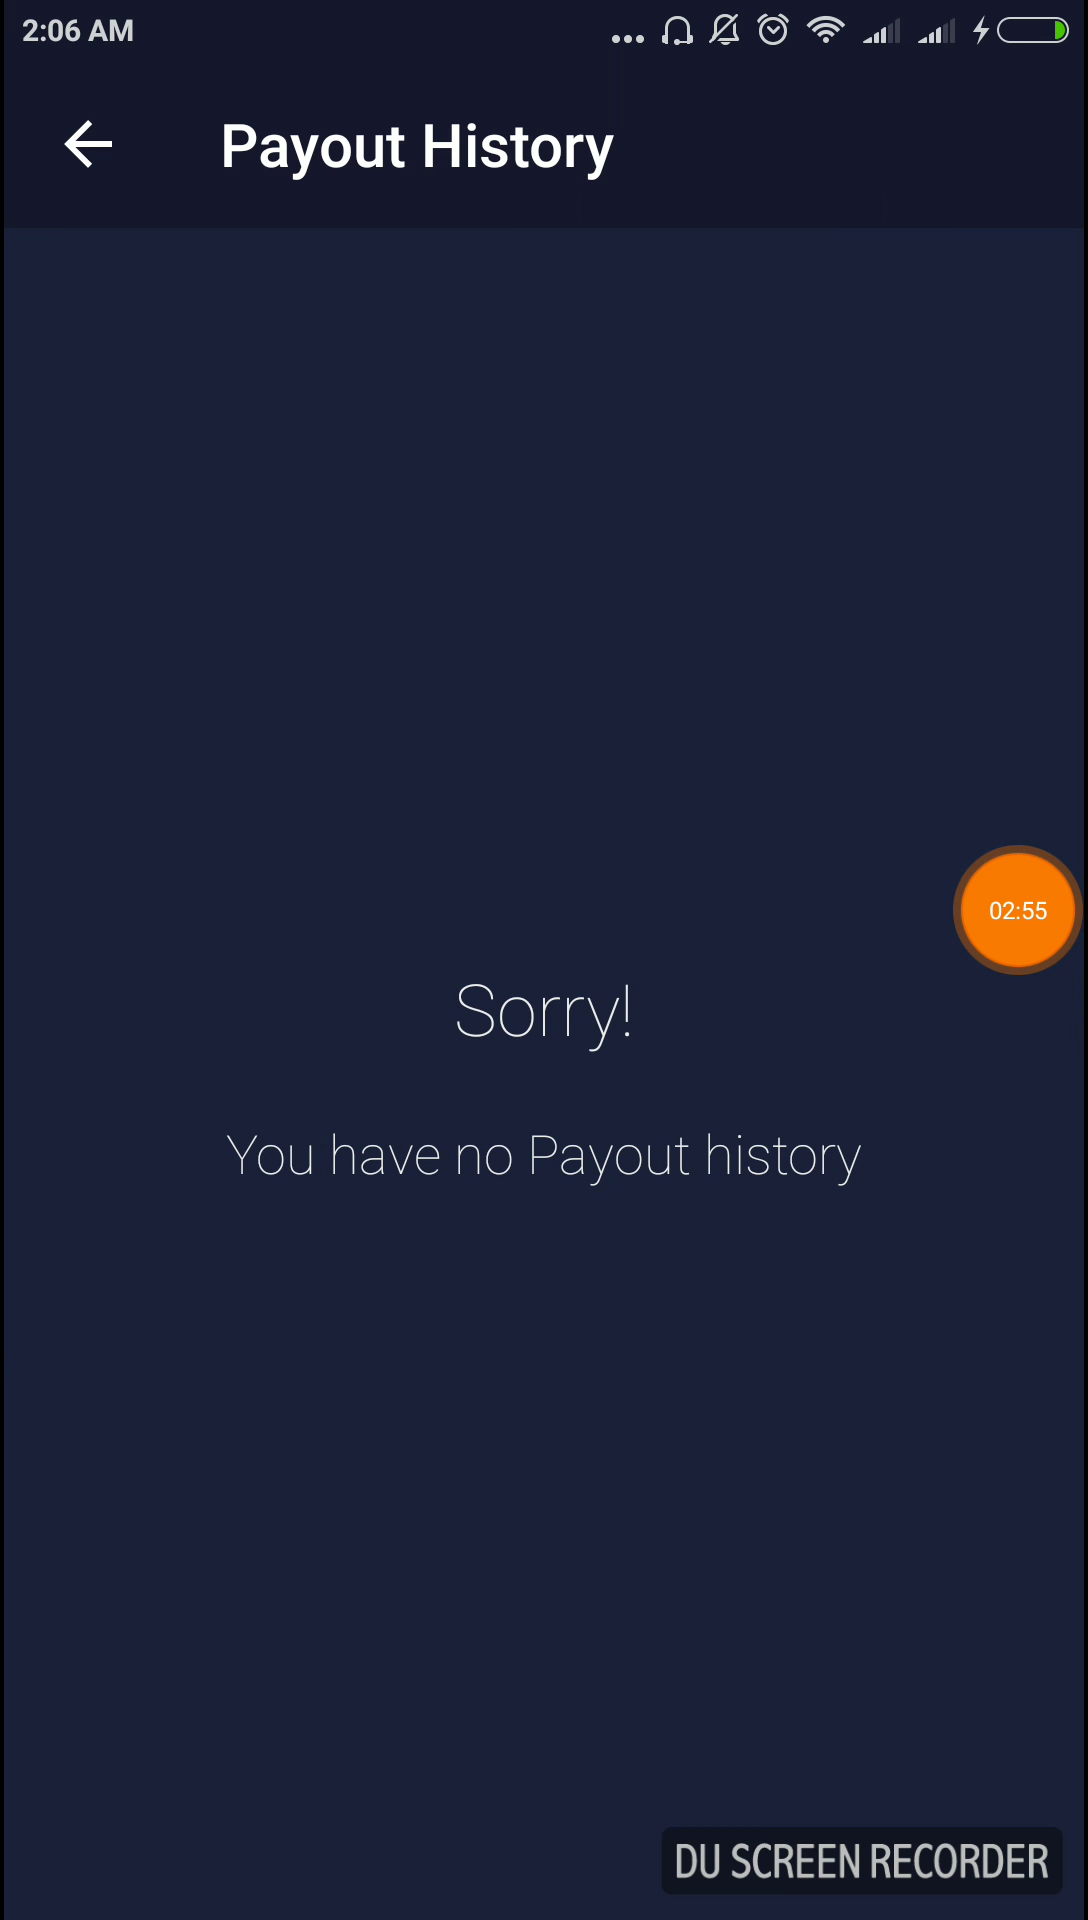 2:06 AM
Payout History
02:55
Sorry!
You have no Payout history
DU SCREEN RECORDER